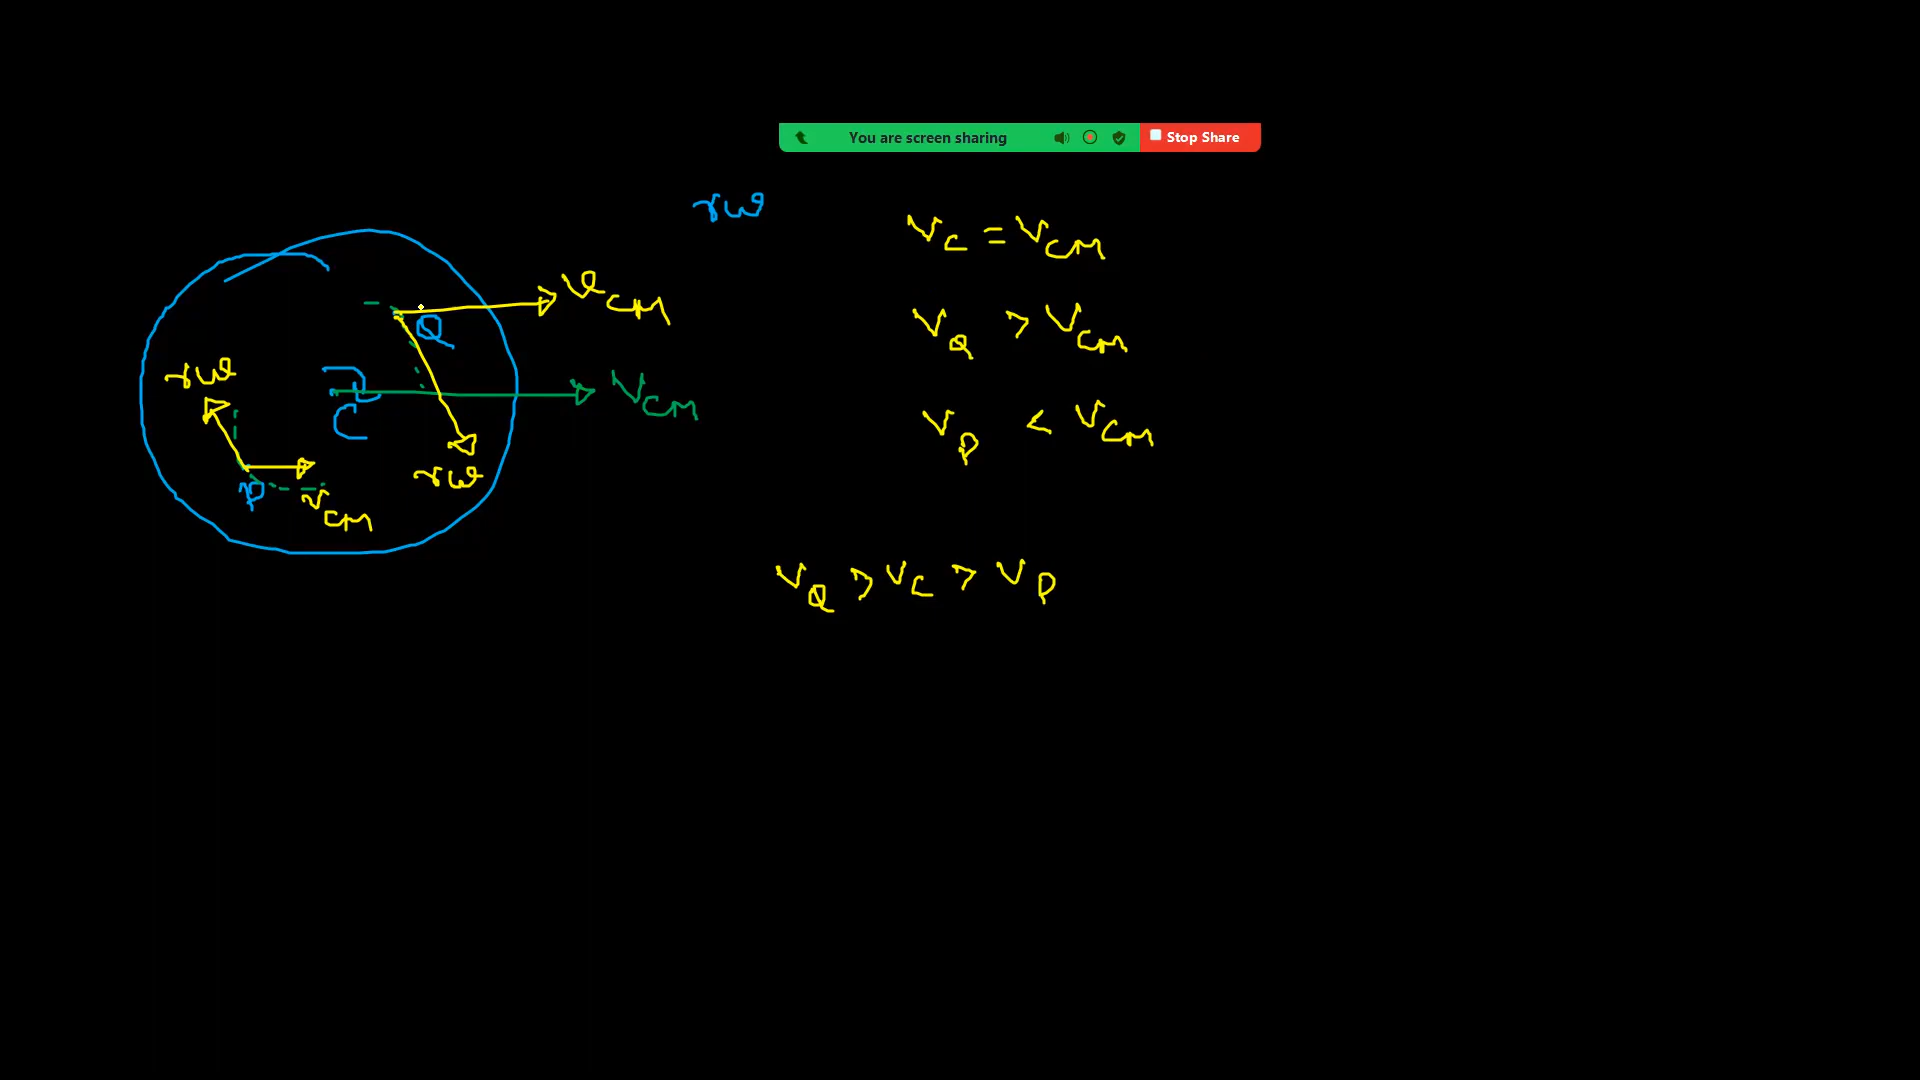 You are screen sharing
Stop Share
rω
V_C = V_CM
V_CM
Q
V_Q > V_CM
rω
V_CM
C
V_P < V_CM
rω
P
V_CM
V_Q > V_C > V_P